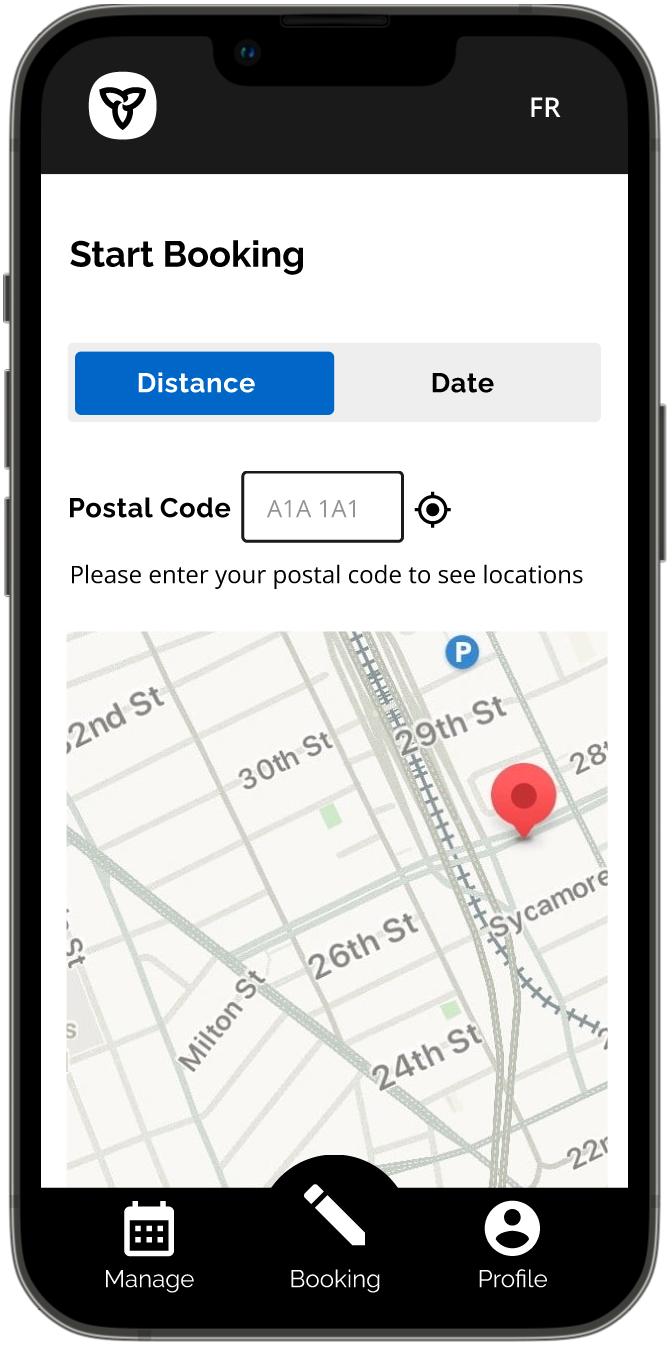 FR
Start Booking
Distance Date
Postal Code A1A 1A1
Please enter your postal code to see locations
P
2nd St
29th St
30th St
28
Sycamore
St
26th St
s
Milton St
24th St
22
Manage Booking Profile